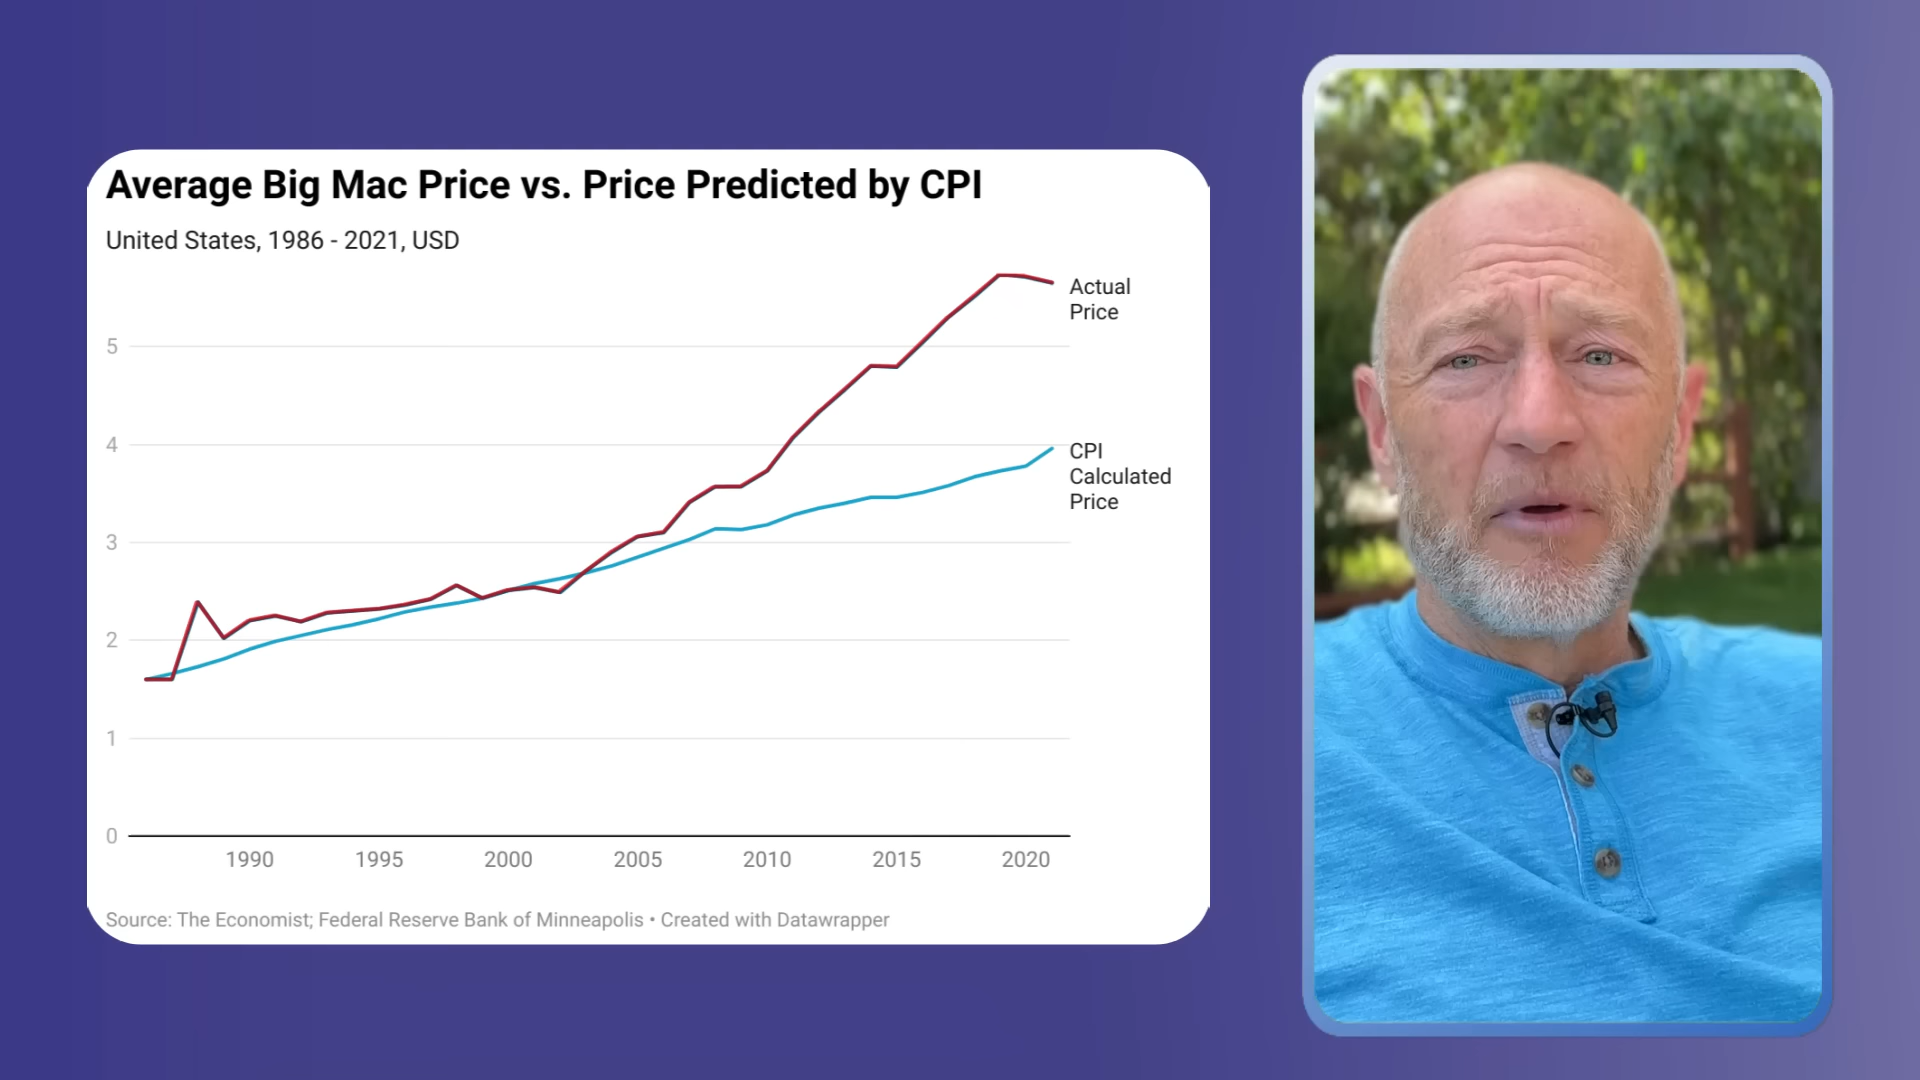 Average Big Mac Price vs. Price Predicted by CPI
United States, 1986 - 2021, USD
Actual
Price
5
4
CPI
Calculated
Price
3
2
1
0
1990 1995 2000 2005 2010 2015 2020
Source: The Economist; Federal Reserve Bank of Minneapolis • Created with Datawrapper